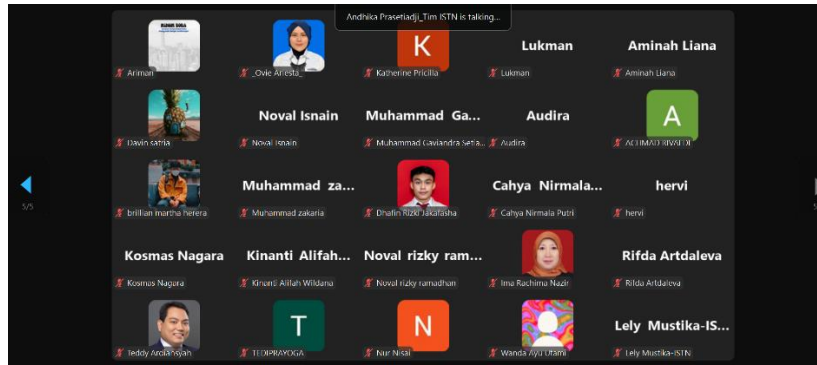 Andhika Prasetiadji_Tim ISTN is talking...
K
Lukman
Aminah Liana
Ariman
_Ovie Ariesta_
Katherine Pricilla
Lukman
Aminah Liana
Noval Isnain
Muhammad Ga...
Audira
A
Davin satria
Noval Isnain
Muhammad Gaviandra Setia...
Audira
ACHMAD RIVALDI
Muhammad za...
Cahya Nirmala...
hervi
5/5
brillian martha herera
Muhammad zakaria
Dhafin Rizki Jakafasha
Cahya Nirmala Putri
hervi
Kosmas Nagara
Kinanti Alifah...
Noval rizky ram...
Rifda Artdaleva
Kosmas Nagara
Kinanti Alifah Wildana
Noval rizky ramadhan
Ima Rachima Nazir
Rifda Artdaleva
T
N
Lely Mustika-IS...
Teddy Ardiansyah
TEDIPRAYOGA
Nur Nisai
Wanda Ayu Utami
Lely Mustika-ISTN